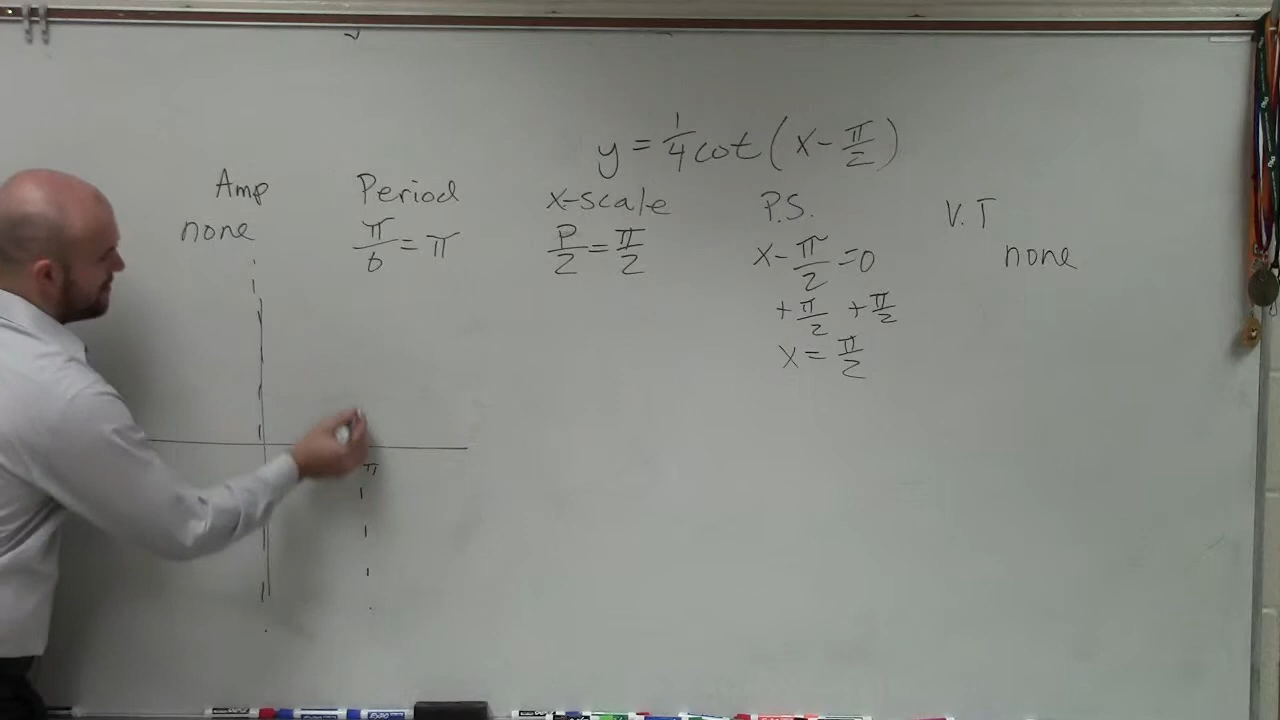 y = 1/4 cot(x - π/2)
Amp Period x-scale P.S. V.T
none π/b = π P/2 = π/2 x - π/2 = 0 none
+ π/2 + π/2
x = π/2
π